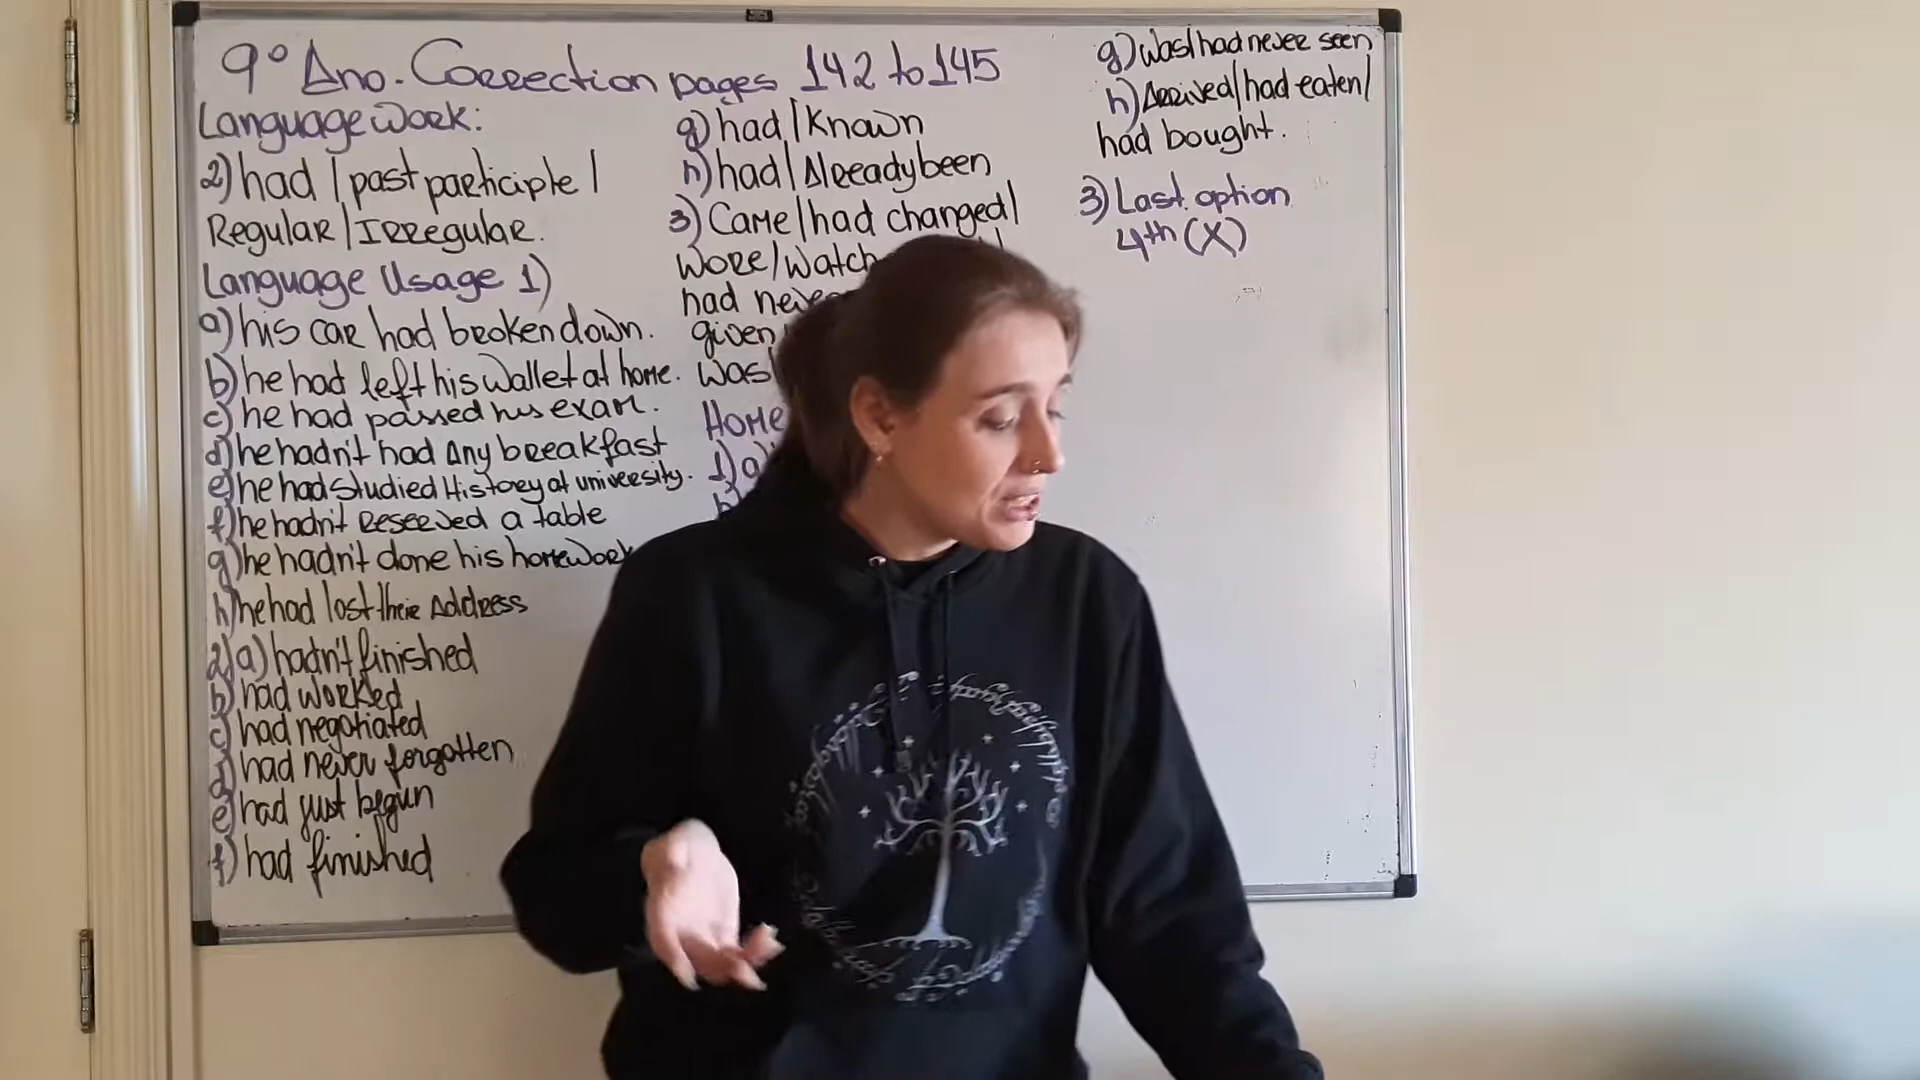 9º Ano. Correction pages 142 to 145
Language Work:
2) had / past participle /
Regular / Irregular.
Language Usage 1)
a) his car had broken down.
b) he had left his wallet at home.
c) he had passed his exam.
d) he hadn't had any breakfast
e) he had studied History at university.
f) he hadn't reserved a table
g) he hadn't done his homework
h) he had lost their address
2) a) hadn't finished
b) had worked
c) had negotiated
d) had never forgotten
e) had just begun
f) had finished
g) had / known
h) had / already been
3) came / had changed /
wore / watch
had never
given
was
Home
1) a)
b)
g) was / had never seen
h) arrived / had eaten /
had bought.
3) Last option
4th (X)